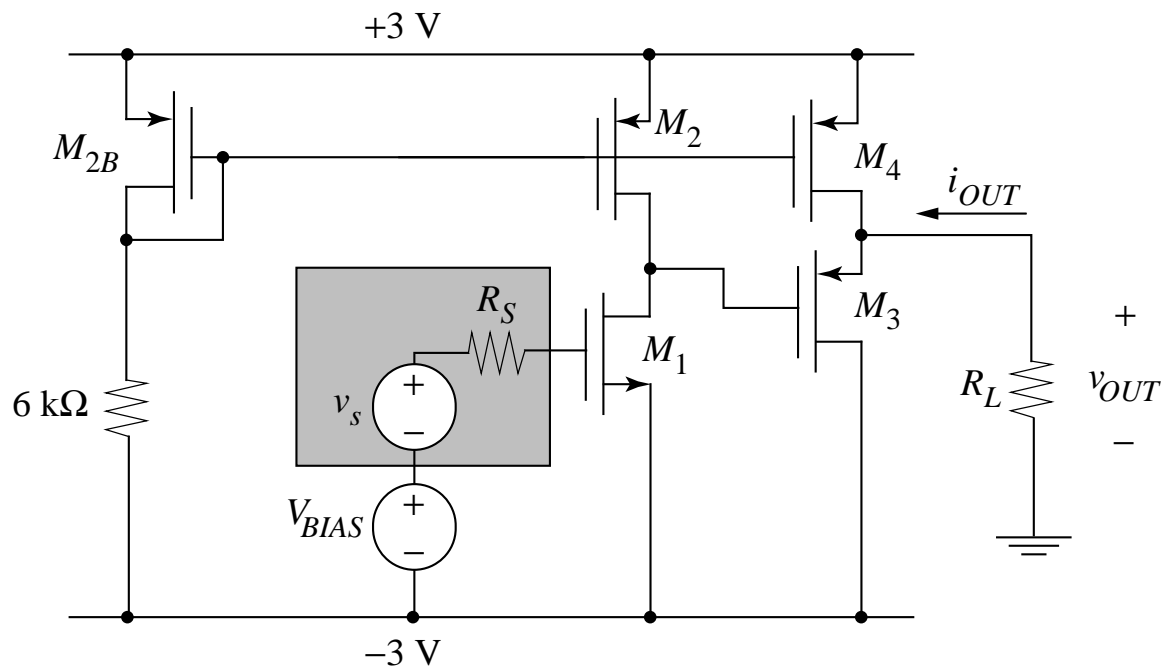 +3 V
M2B
M2
M4
iOUT
RS
M3
M1
+
6 kΩ
vs
+
−
RL
vOUT
−
VBIAS
+
−
−3 V